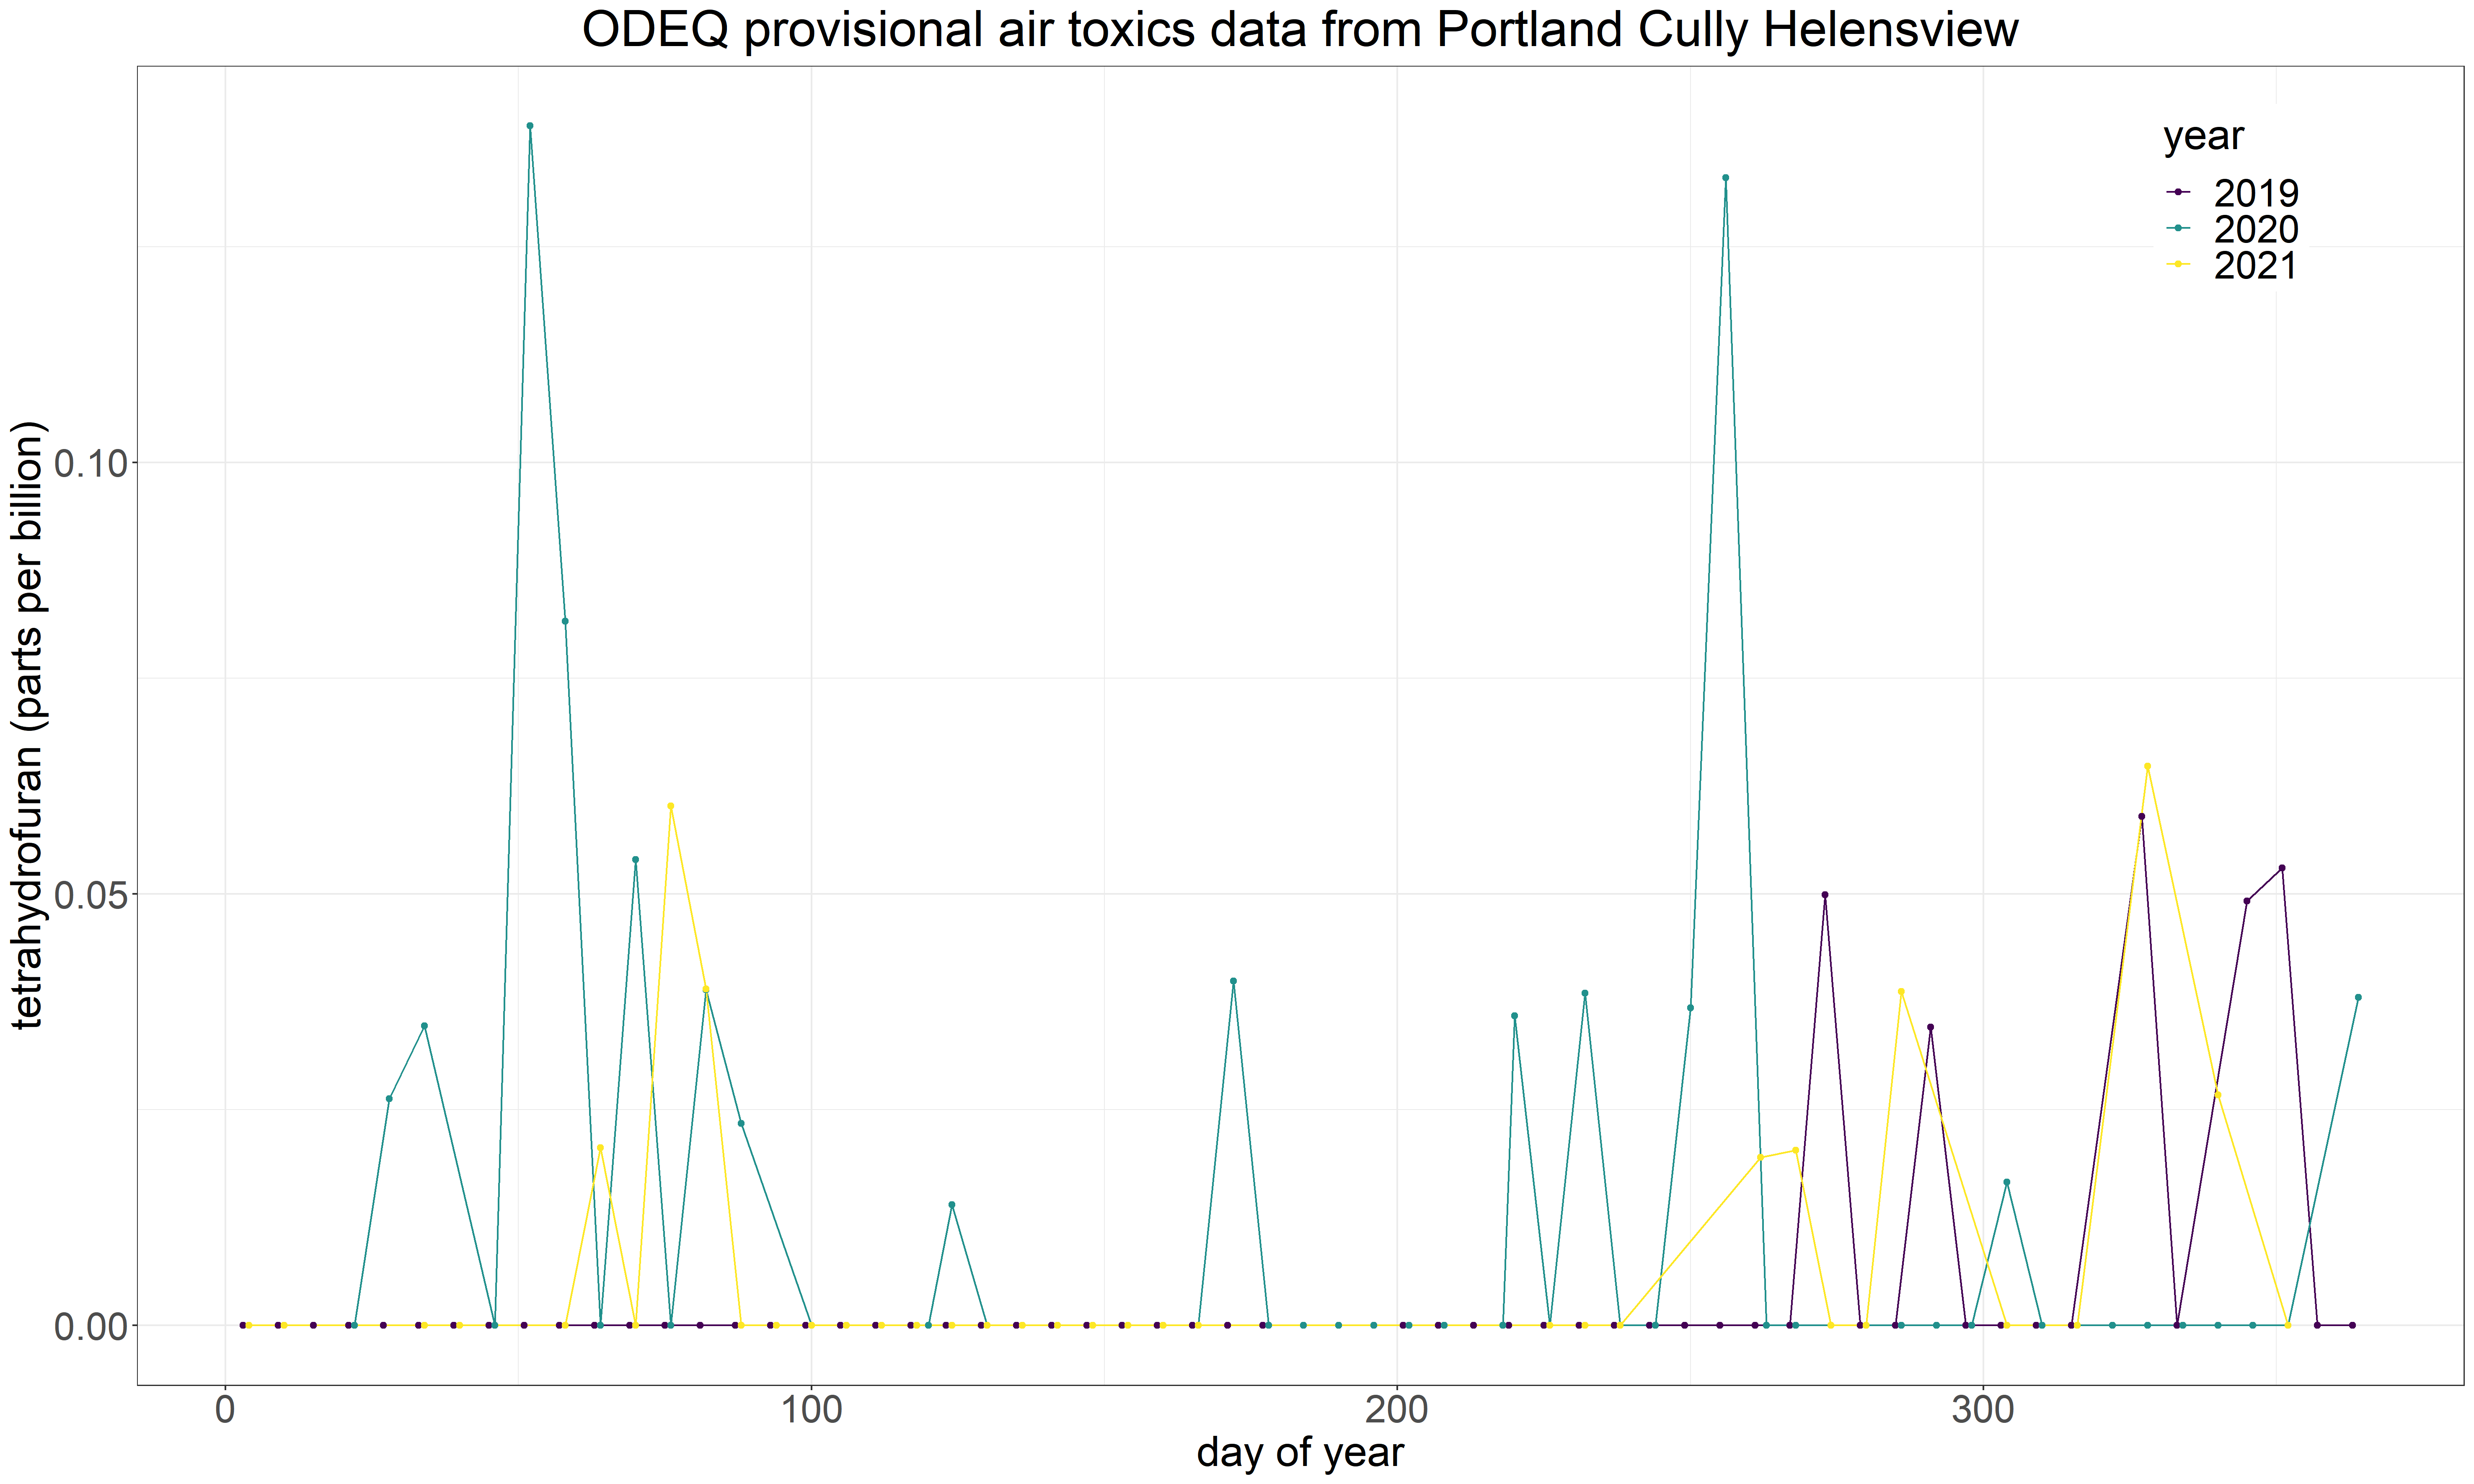 ODEQ provisional air toxics data from Portland Cully Helensview
year
2019
2020
2021
0.10
0.05
0.00
tetrahydrofuran (parts per billion)
0 100 200 300
day of year